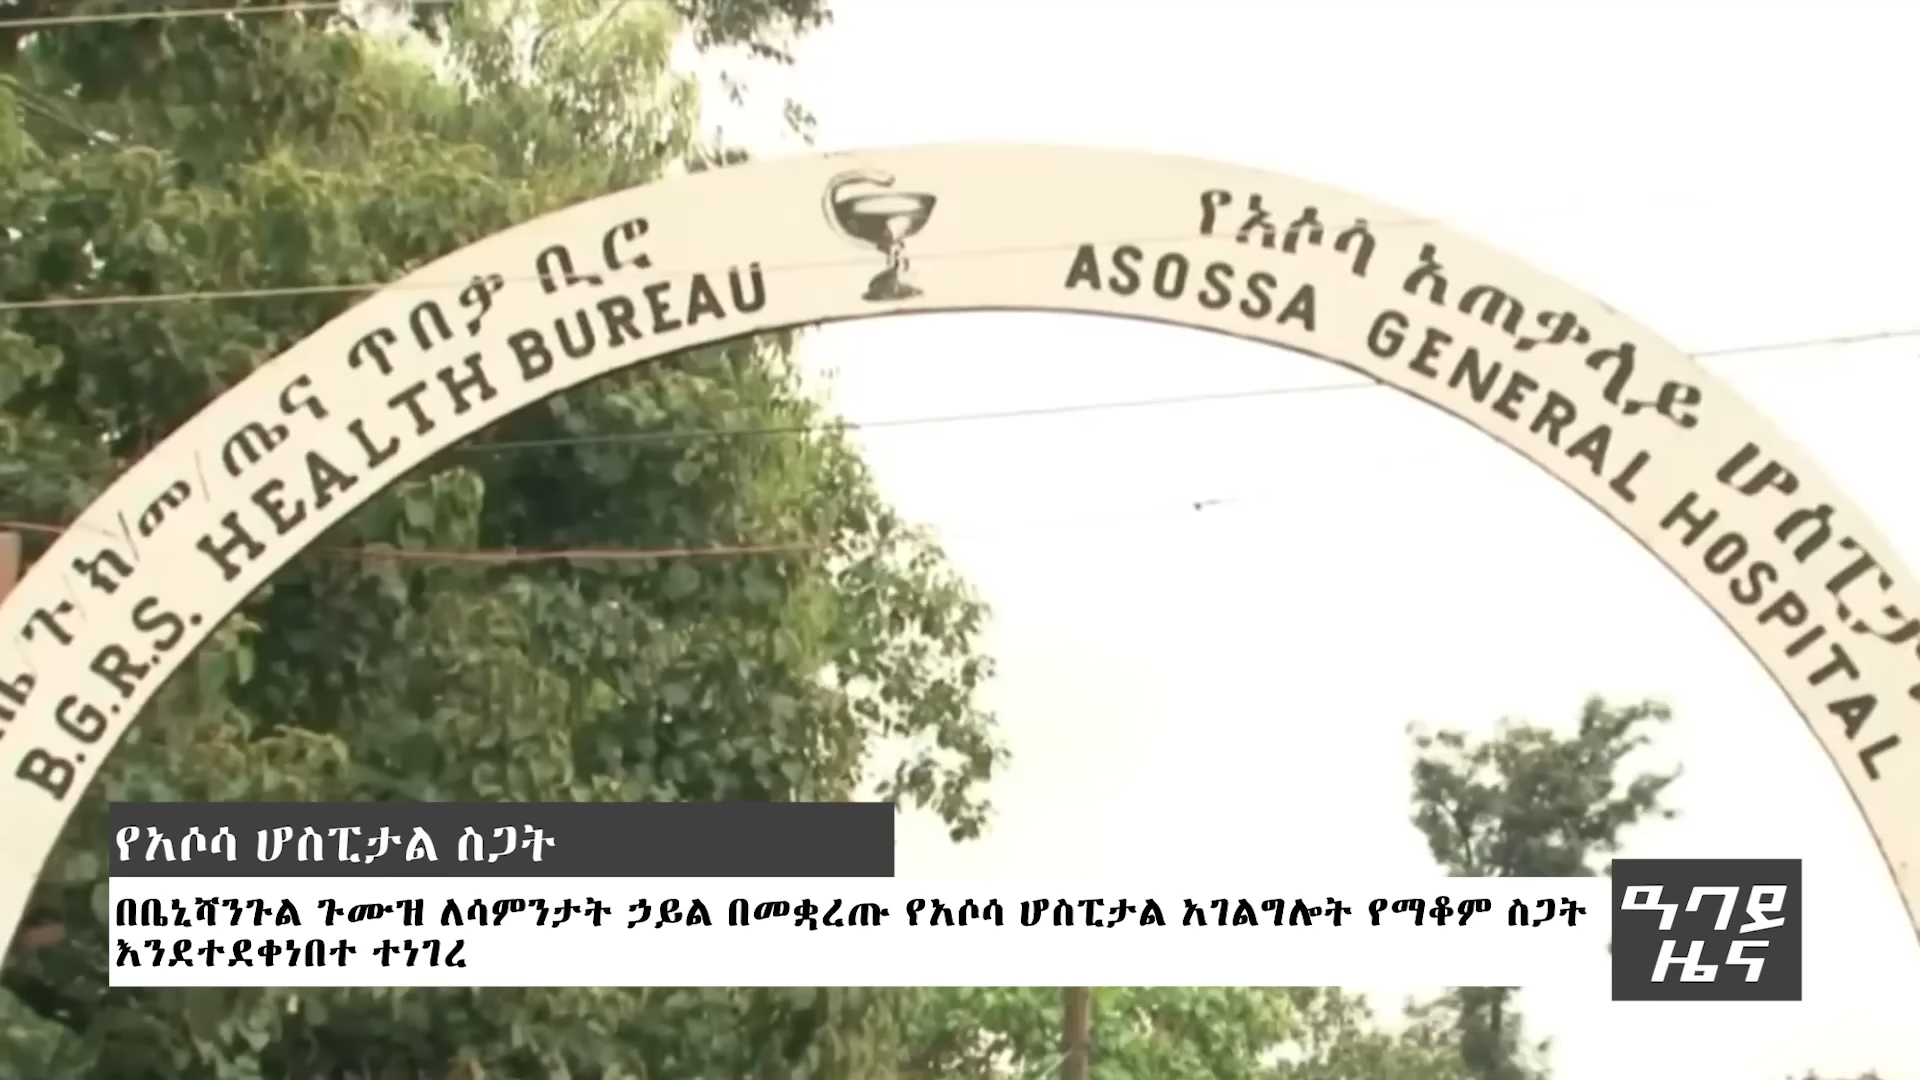 ጤና ጥበቃ ቢሮ
B.G.R.S. HEALTH BUREAU
የአሶሳ አጠቃላይ
ASOSSA GENERAL HOSPITAL
የአሶሳ ሆስፒታል ስጋት
በቤኒሻንጉል ጉሙዝ ለሳምንታት ኃይል በመቋረጡ የአሶሳ ሆስፒታል አገልግሎት የማቆም ስጋት
እንደተደቀነበተ ተነገረ
ዓባይ
ዜና